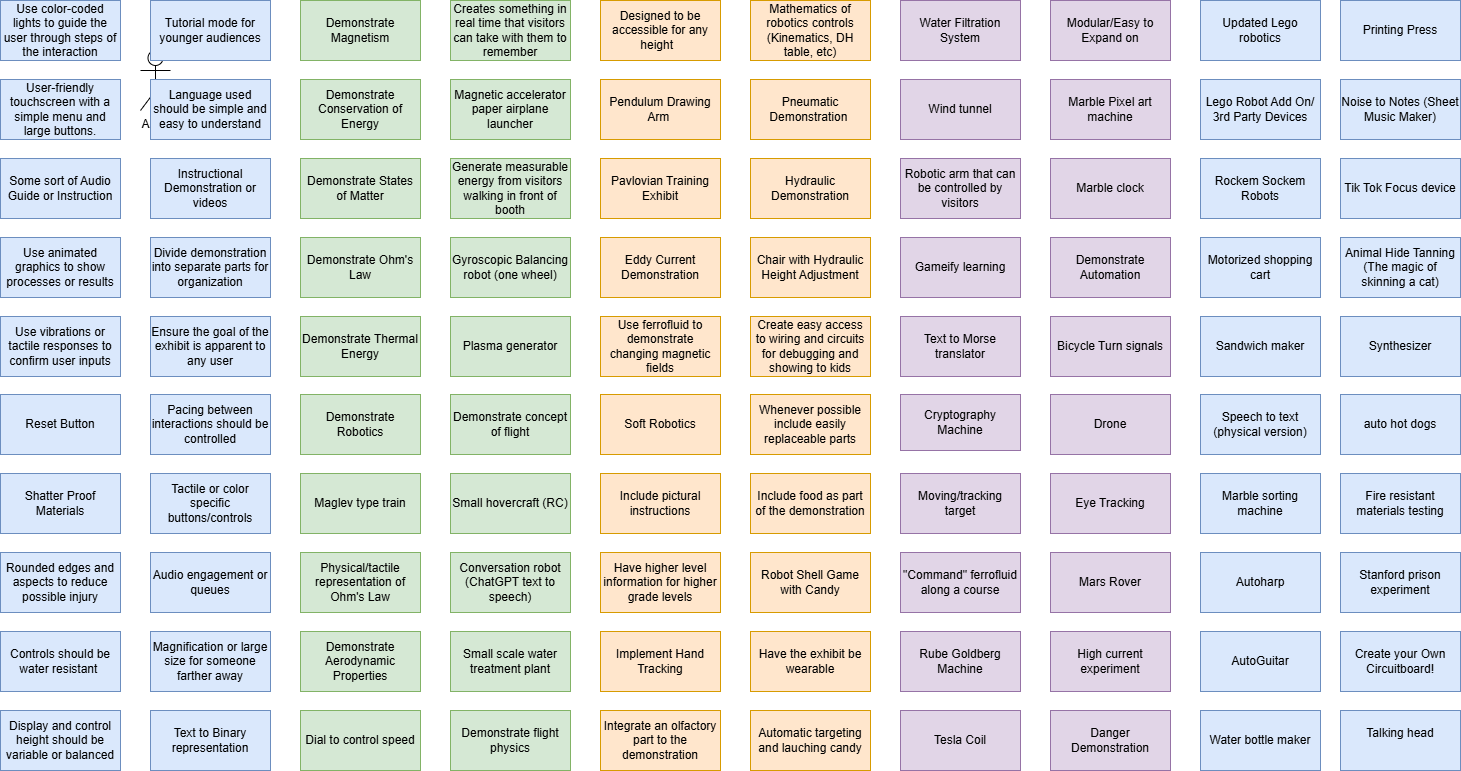 Use color-coded
lights to guide the
user through steps of
the interaction
Tutorial mode for
younger audiences
Demonstrate
Magnetism
Creates something in
real time that visitors
can take with them to
remember
Designed to be
accessible for any
height
Mathematics of
robotics controls
(Kinematics, DH
table, etc)
Water Filtration
System
Modular/Easy to
Expand on
Updated Lego
robotics
Printing Press
User-friendly
touchscreen with a
simple menu and
large buttons.
A
Language used
should be simple and
easy to understand
Demonstrate
Conservation of
Energy
Magnetic accelerator
paper airplane
launcher
Pendulum Drawing
Arm
Pneumatic
Demonstration
Wind tunnel
Marble Pixel art
machine
Lego Robot Add On/
3rd Party Devices
Noise to Notes (Sheet
Music Maker)
Some sort of Audio
Guide or Instruction
Instructional
Demonstration or
videos
Demonstrate States
of Matter
Generate measurable
energy from visitors
walking in front of
booth
Pavlovian Training
Exhibit
Hydraulic
Demonstration
Robotic arm that can
be controlled by
visitors
Marble clock
Rockem Sockem
Robots
Tik Tok Focus device
Use animated
graphics to show
processes or results
Divide demonstration
into separate parts for
organization
Demonstrate Ohm's
Law
Gyroscopic Balancing
robot (one wheel)
Eddy Current
Demonstration
Chair with Hydraulic
Height Adjustment
Gameify learning
Demonstrate
Automation
Motorized shopping
cart
Animal Hide Tanning
(The magic of
skinning a cat)
Use vibrations or
tactile responses to
confirm user inputs
Ensure the goal of the
exhibit is apparent to
any user
Demonstrate Thermal
Energy
Plasma generator
Use ferrofluid to
demonstrate
changing magnetic
fields
Create easy access
to wiring and circuits
for debugging and
showing to kids
Text to Morse
translator
Bicycle Turn signals
Sandwich maker
Synthesizer
Reset Button
Pacing between
interactions should be
controlled
Demonstrate
Robotics
Demonstrate concept
of flight
Soft Robotics
Whenever possible
include easily
replaceable parts
Cryptography
Machine
Drone
Speech to text
(physical version)
auto hot dogs
Shatter Proof
Materials
Tactile or color
specific
buttons/controls
Maglev type train
Small hovercraft (RC)
Include pictural
instructions
Include food as part
of the demonstration
Moving/tracking
target
Eye Tracking
Marble sorting
machine
Fire resistant
materials testing
Rounded edges and
aspects to reduce
possible injury
Audio engagement or
queues
Physical/tactile
representation of
Ohm's Law
Conversation robot
(ChatGPT text to
speech)
Have higher level
information for higher
grade levels
Robot Shell Game
with Candy
"Command" ferrofluid
along a course
Mars Rover
Autoharp
Stanford prison
experiment
Controls should be
water resistant
Magnification or large
size for someone
farther away
Demonstrate
Aerodynamic
Properties
Small scale water
treatment plant
Implement Hand
Tracking
Have the exhibit be
wearable
Rube Goldberg
Machine
High current
experiment
AutoGuitar
Create your Own
Circuitboard!
Display and control
height should be
variable or balanced
Text to Binary
representation
Dial to control speed
Demonstrate flight
physics
Integrate an olfactory
part to the
demonstration
Automatic targeting
and lauching candy
Tesla Coil
Danger
Demonstration
Water bottle maker
Talking head